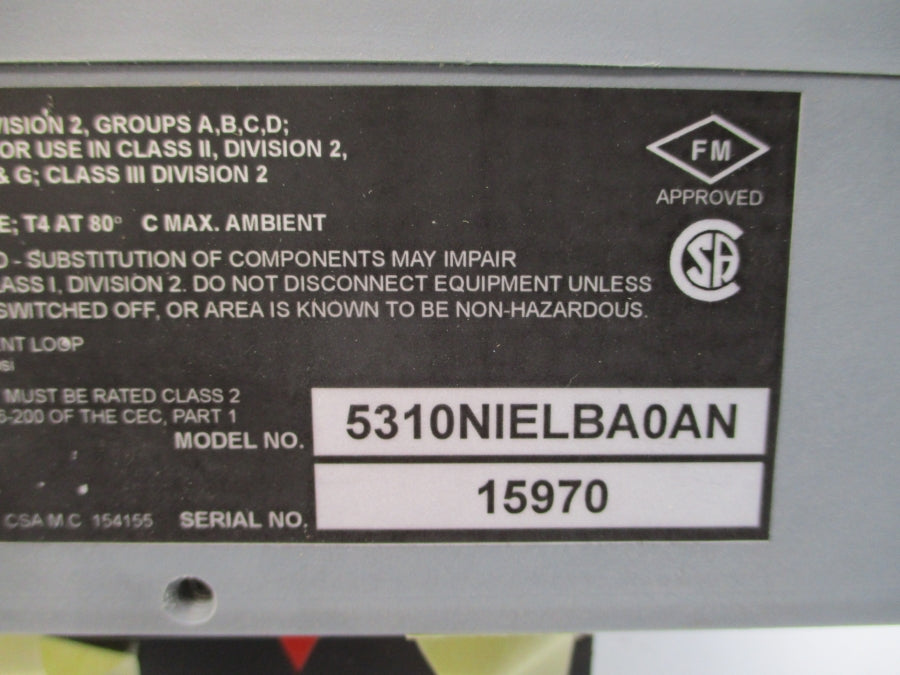 VISION 2, GROUPS A,B,C,D;
OR USE IN CLASS II, DIVISION 2,
& G; CLASS III DIVISION 2
E; T4 AT 80° C MAX. AMBIENT
D - SUBSTITUTION OF COMPONENTS MAY IMPAIR
ASS I, DIVISION 2. DO NOT DISCONNECT EQUIPMENT UNLESS
SWITCHED OFF, OR AREA IS KNOWN TO BE NON-HAZARDOUS.
NT LOOP
si
MUST BE RATED CLASS 2
6-200 OF THE CEC, PART 1
MODEL NO. 5310NIELBA0AN
CSA M.C 154155 SERIAL NO. 15970
FM
APPROVED
CSA